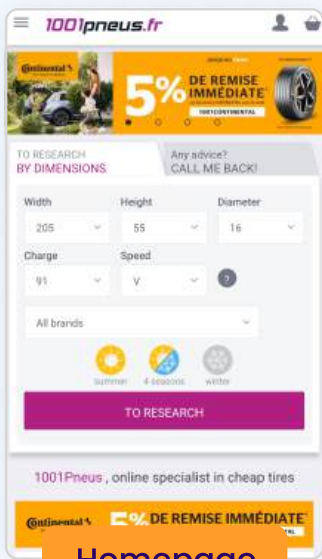 1001pneus.fr
Continental
5% DE REMISE
IMMÉDIATE*
1001CONTINENTAL
TO RESEARCH
BY DIMENSIONS
Any advice?
CALL ME BACK!
Width Height Diameter
205 55 16
Charge Speed
91 V ?
All brands
summer 4-seasons winter
TO RESEARCH
1001Pneus , online specialist in cheap tires
Continental 5% DE REMISE IMMÉDIATE*
Homepage